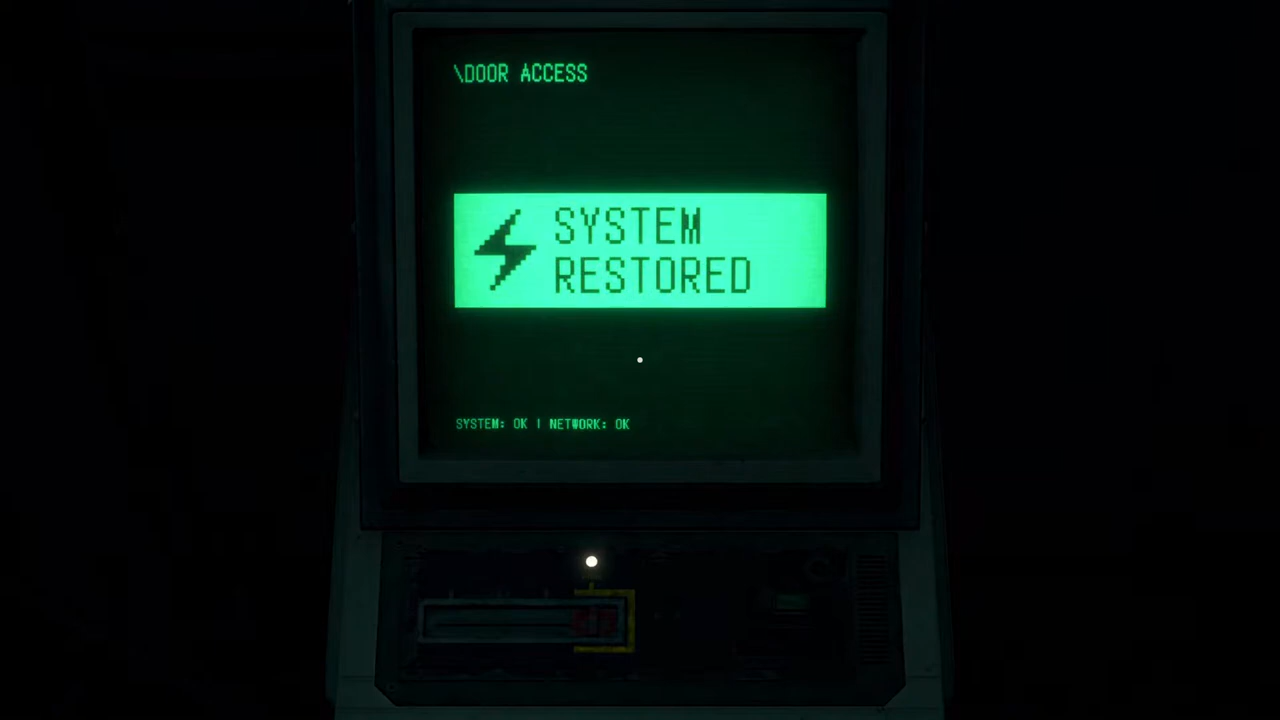 \DOOR ACCESS
SYSTEM
RESTORED
SYSTEM: OK | NETWORK: OK